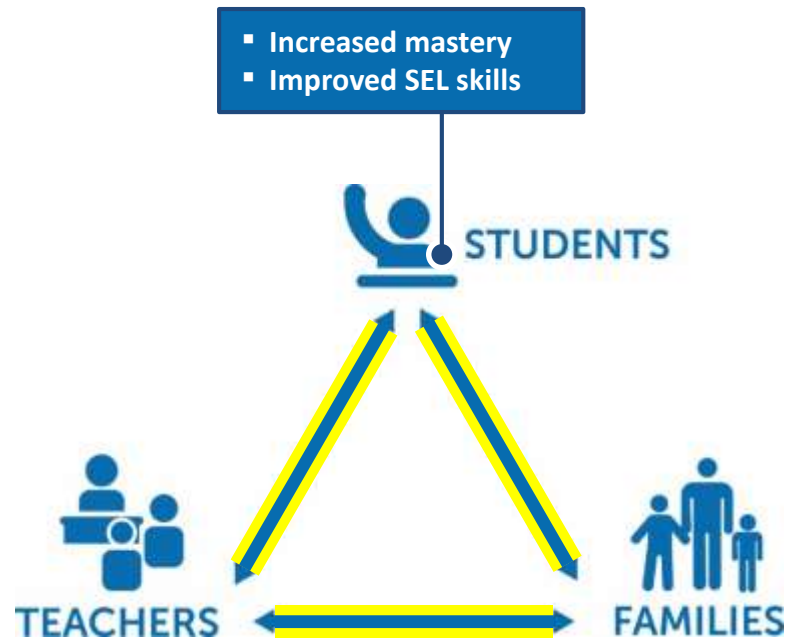 ▪ Increased mastery
▪ Improved SEL skills
STUDENTS
TEACHERS
FAMILIES